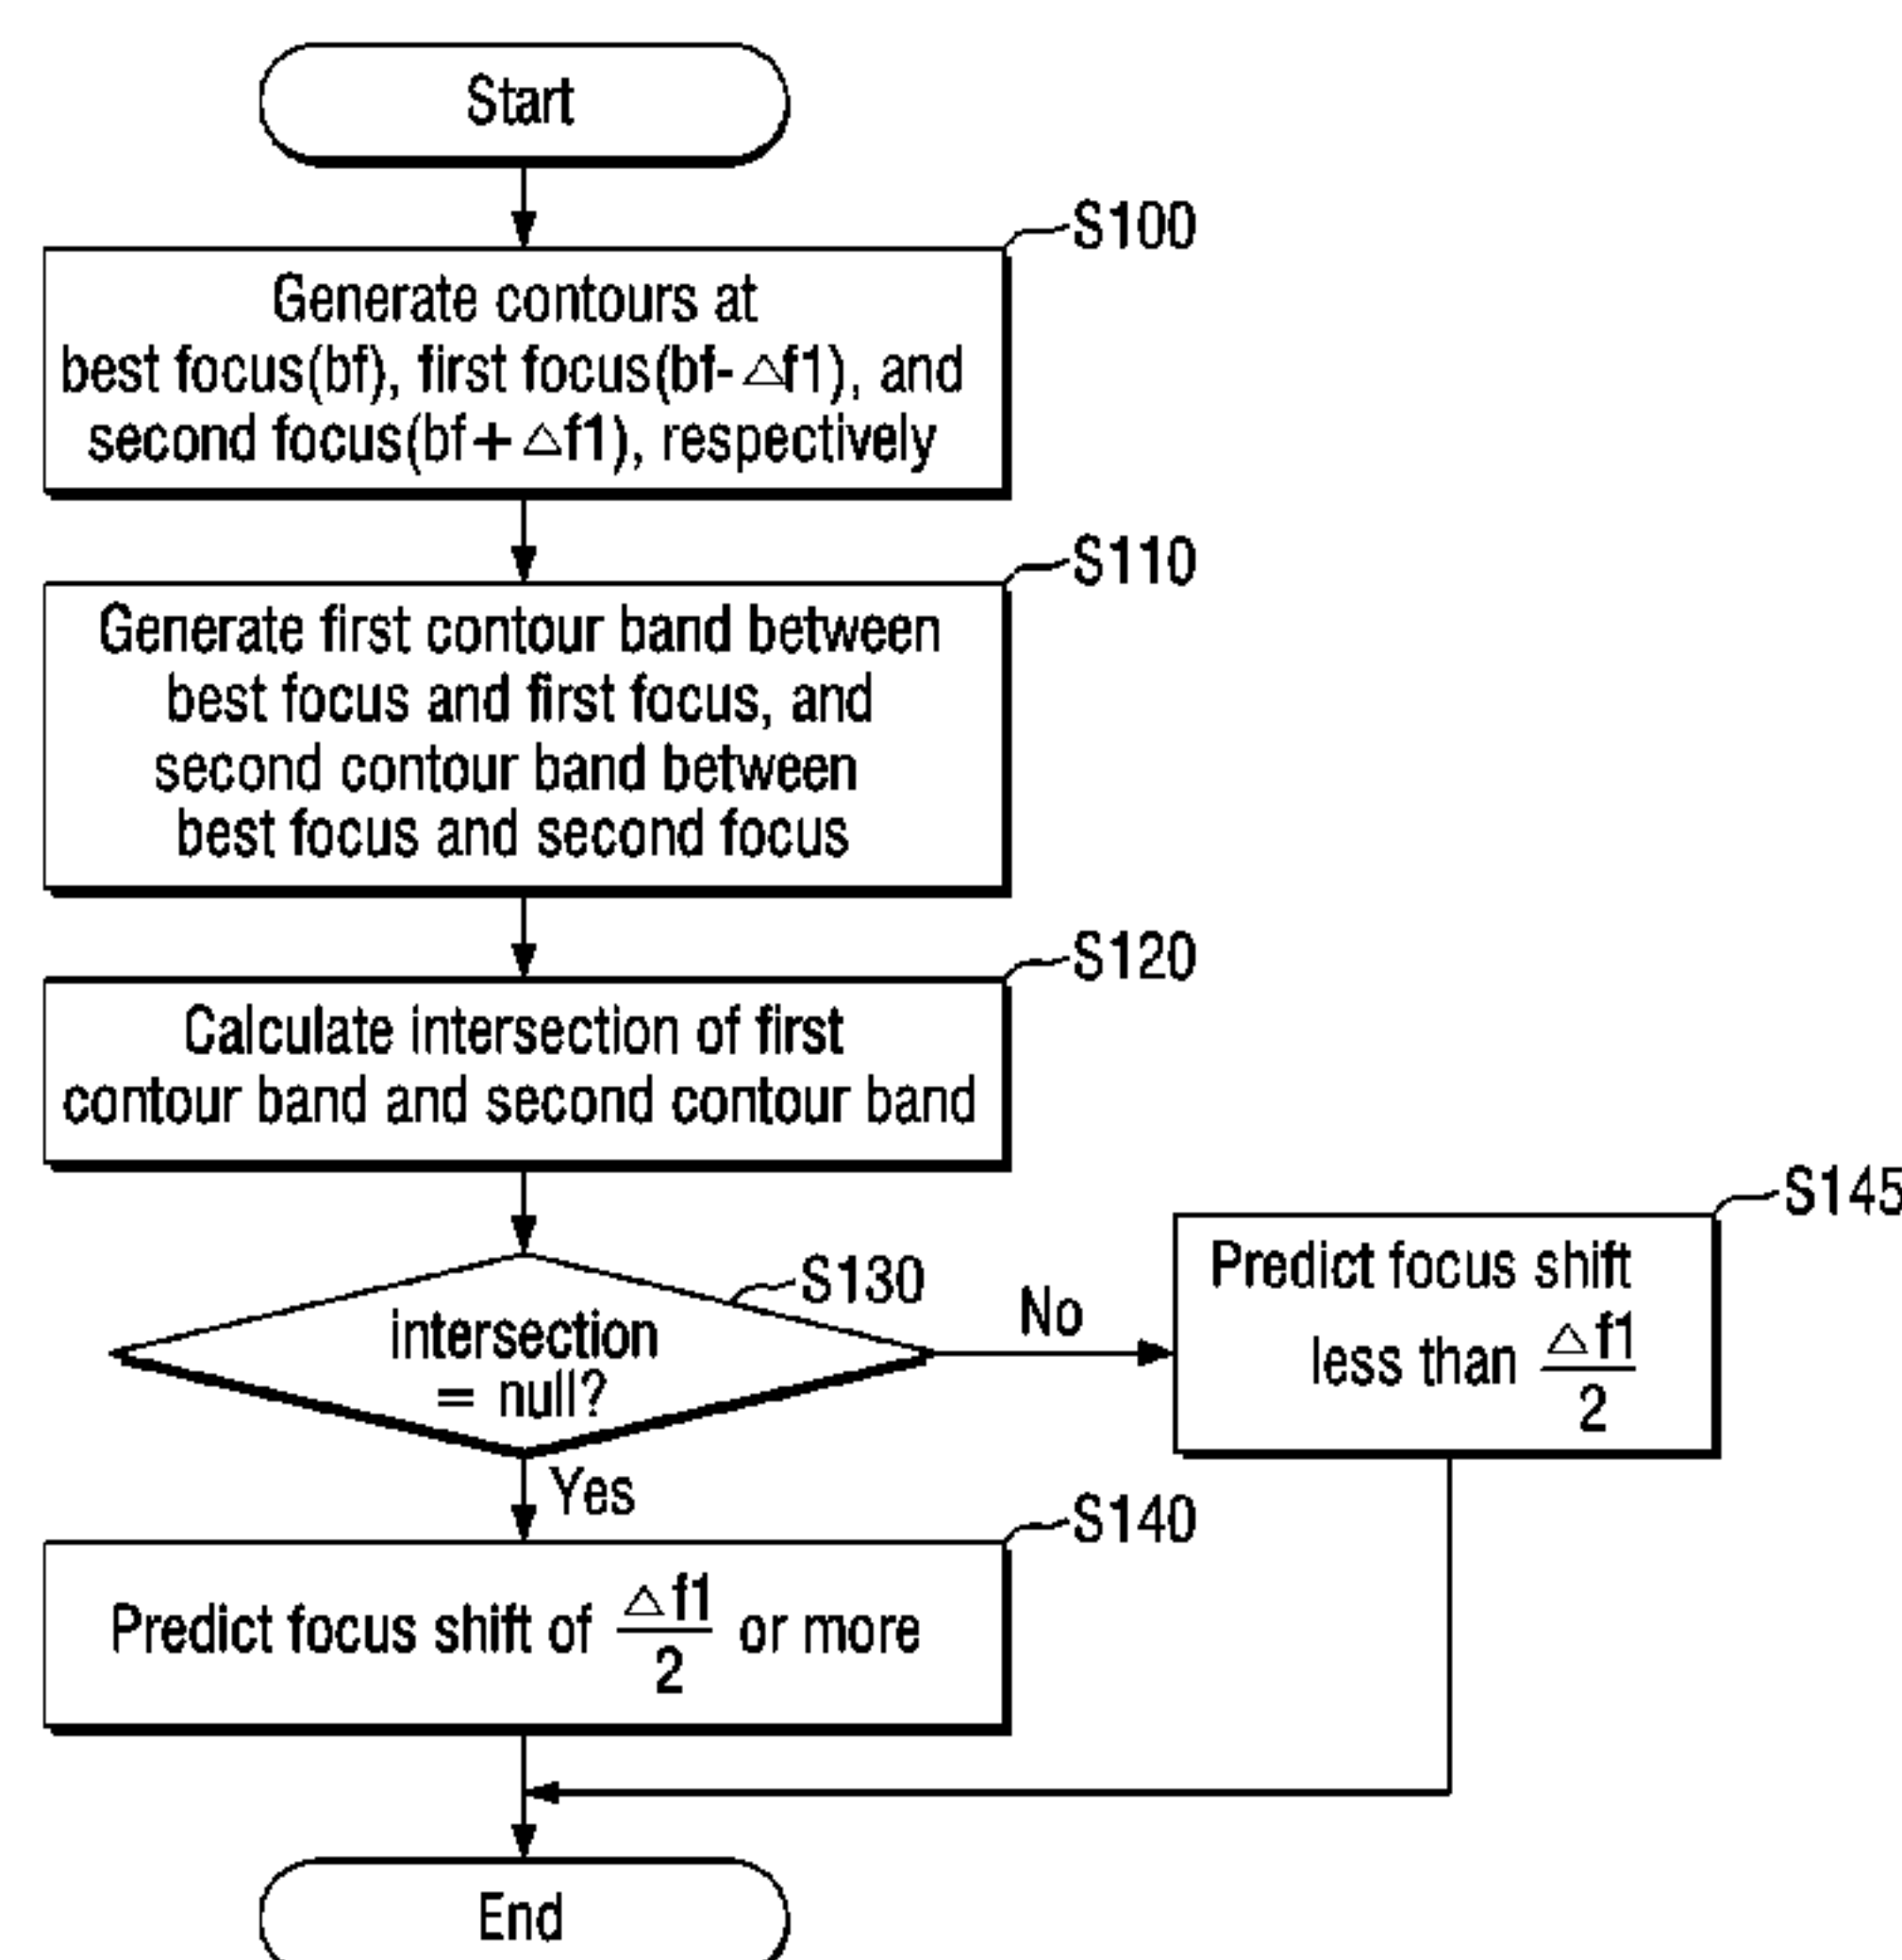 Start
S100
Generate contours at
best focus(bf), first focus(bf- △f1), and
second focus(bf+ △f1), respectively
S110
Generate first contour band between
best focus and first focus, and
second contour band between
best focus and second focus
S120
Calculate intersection of first
contour band and second contour band
S130
intersection
= null?
No
S145
Predict focus shift
less than △f1/2
Yes
S140
Predict focus shift of △f1/2 or more
End